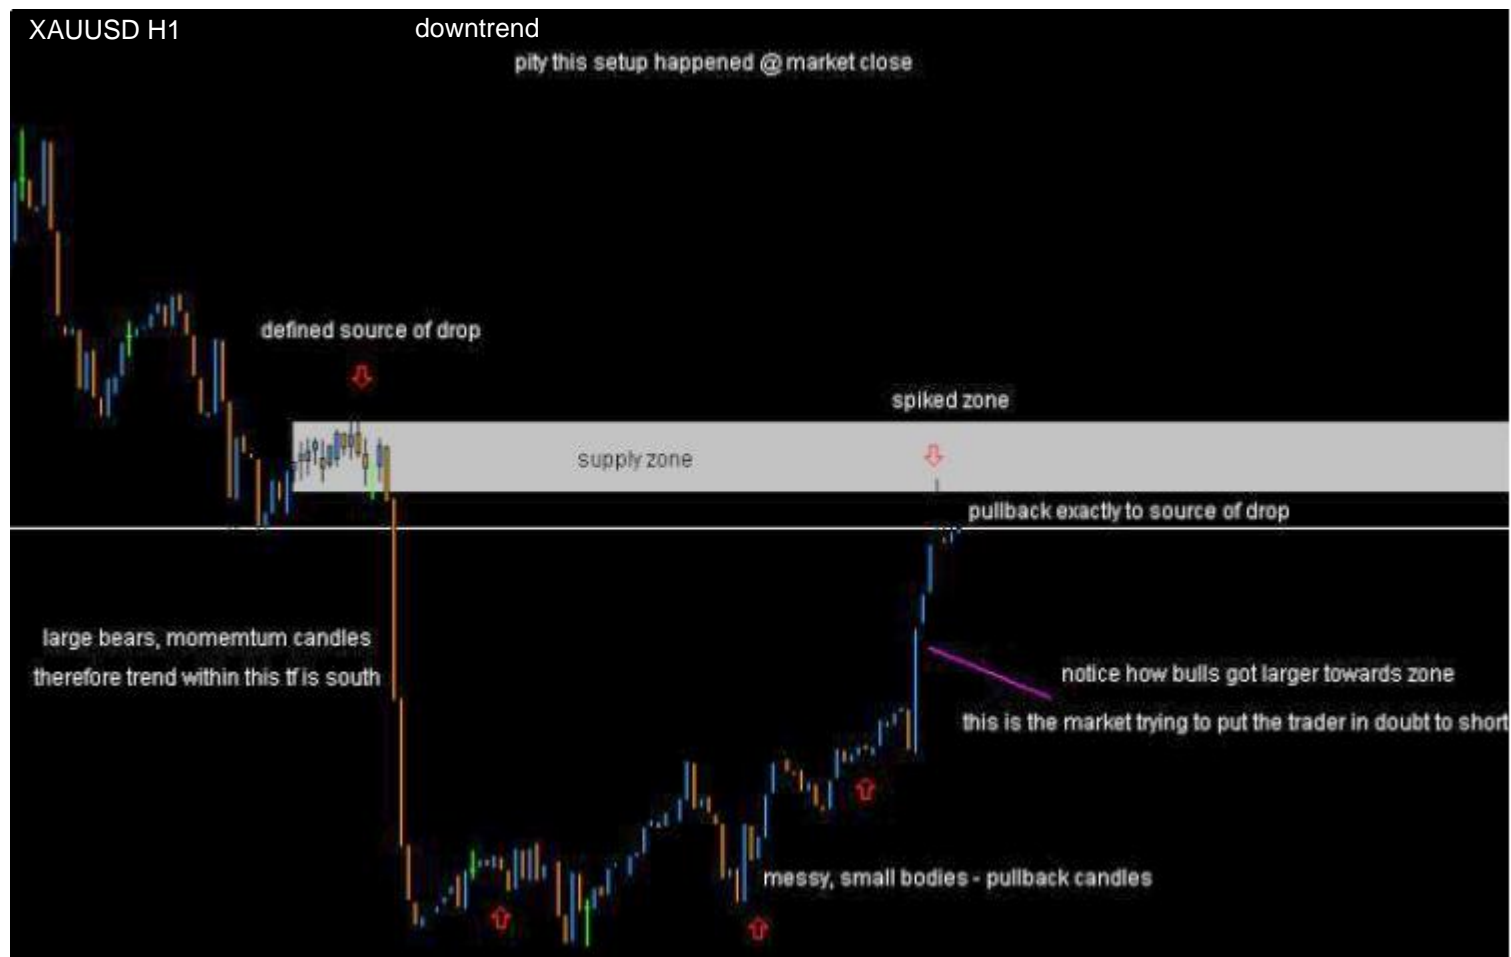 XAUUSD H1
downtrend
pity this setup happened @ market close
defined source of drop
spiked zone
supply zone
pullback exactly to source of drop
large bears, momemtum candles
therefore trend within this tf is south
notice how bulls got larger towards zone
this is the market trying to put the trader in doubt to short
messy, small bodies - pullback candles